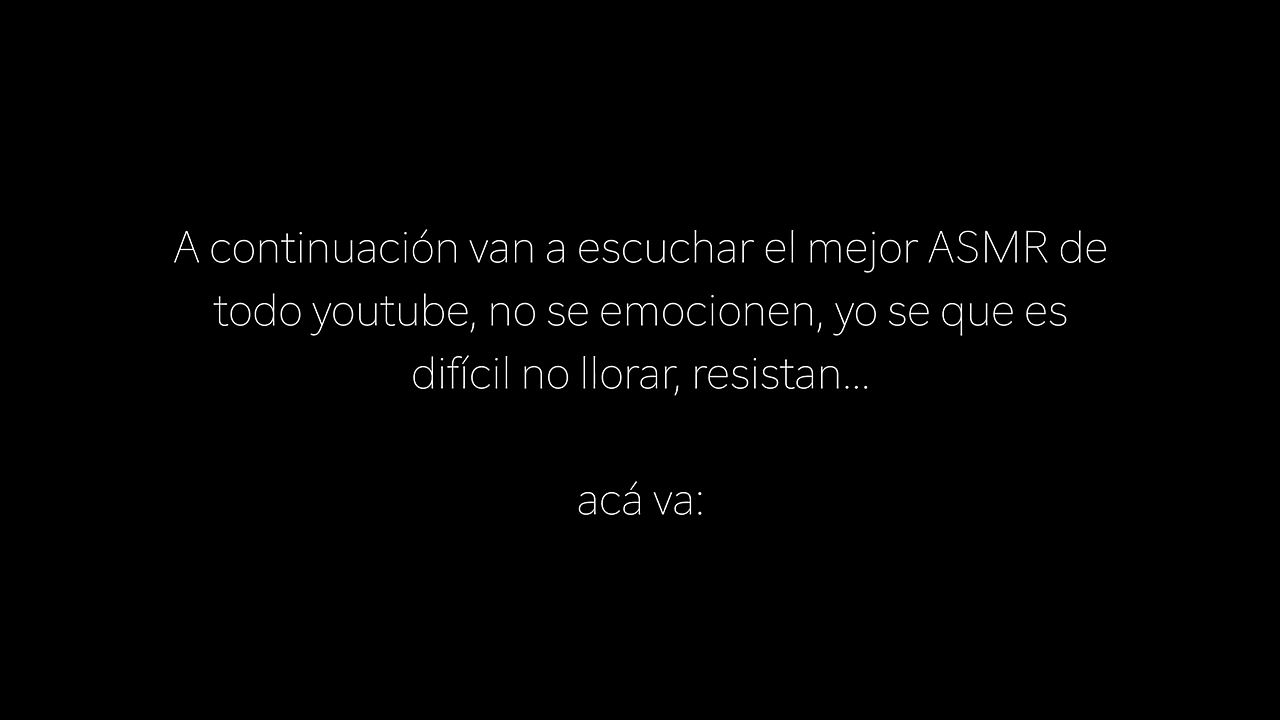 A continuación van a escuchar el mejor ASMR de
todo youtube, no se emocionen, yo se que es
difícil no llorar, resistan...
acá va: